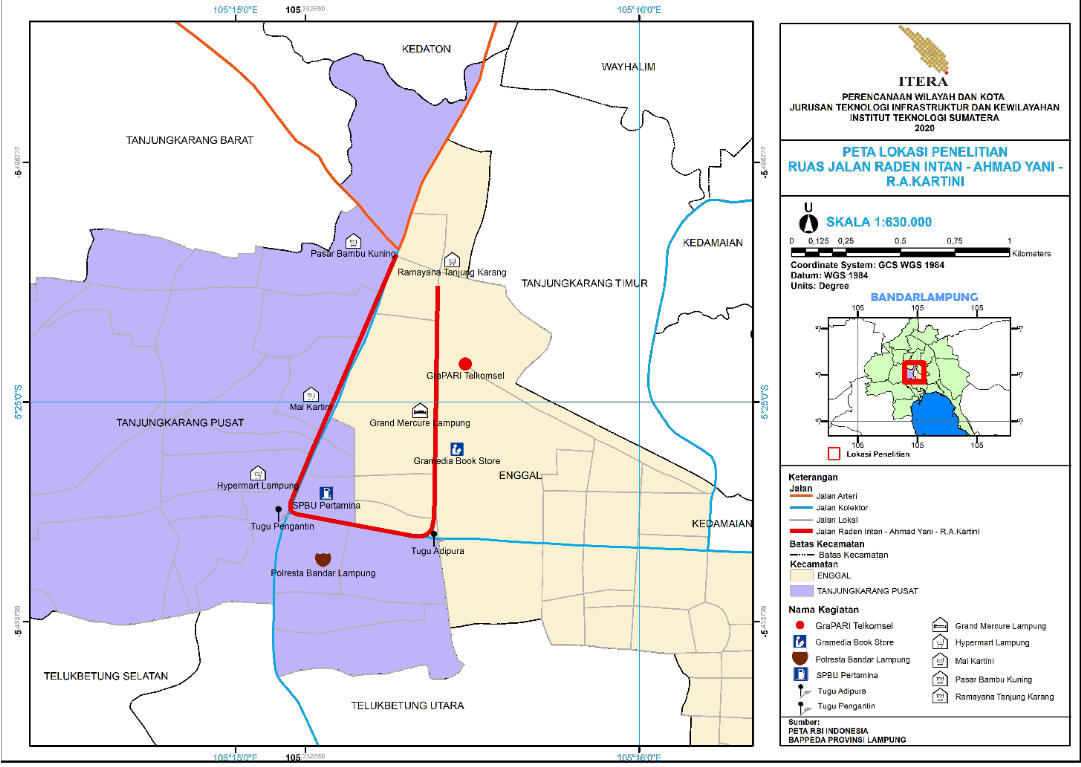 105°15'0"E
105°16'0"E
KEDATON
WAYHALIM
TANJUNGKARANG BARAT
KEDAMAIAN
Pasar Bambu Kuning
Ramayana Tanjung Karang
TANJUNGKARANG TIMUR
GraPARI Telkomsel
5°25'0"S
5°25'0"S
Mal Kartini
Grand Mercure Lampung
TANJUNGKARANG PUSAT
Gramedia Book Store
ENGGAL
Hypermart Lampung
SPBU Pertamina
Tugu Pengantin
KEDAMAIAN
Tugu Adipura
Polresta Bandar Lampung
TELUKBETUNG SELATAN
TELUKBETUNG UTARA
105°15'0"E
105°16'0"E
ITERA
PERENCANAAN WILAYAH DAN KOTA
JURUSAN TEKNOLOGI INFRASTRUKTUR DAN KEWILAYAHAN
INSTITUT TEKNOLOGI SUMATERA
2020
PETA LOKASI PENELITIAN
RUAS JALAN RADEN INTAN - AHMAD YANI -
R.A.KARTINI
U
SKALA 1:630.000
0 0,125 0,25 0,5 0,75 1
Kilometers
Coordinate System: GCS WGS 1984
Datum: WGS 1984
Units: Degree
BANDARLAMPUNG
105 105 105
105 105 105
Lokasi Penelitian
Keterangan
Jalan
Jalan Arteri
Jalan Kolektor
Jalan Lokal
Jalan Raden Intan - Ahmad Yani - R.A.Kartini
Batas Kecamatan
Batas Kecamatan
Kecamatan
ENGGAL
TANJUNGKARANG PUSAT
Nama Kegiatan
GraPARI Telkomsel
Gramedia Book Store
Polresta Bandar Lampung
SPBU Pertamina
Tugu Adipura
Tugu Pengantin
Grand Mercure Lampung
Hypermart Lampung
Mal Kartini
Pasar Bambu Kuning
Ramayana Tanjung Karang
Sumber:
PETA RBI INDONESIA
BAPPEDA PROVINSI LAMPUNG